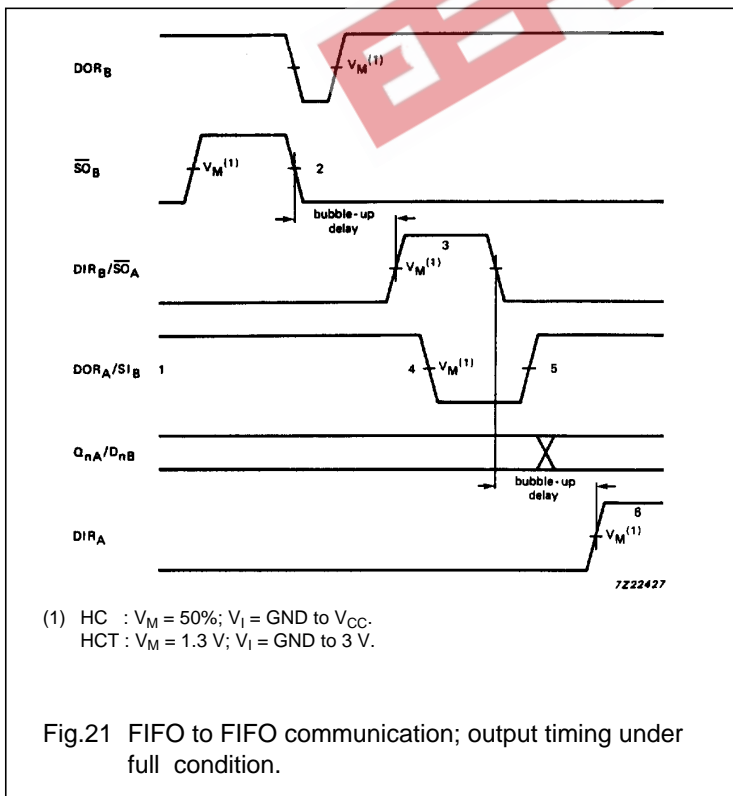 DOR_B
V_M(1)
S̅O̅_B
V_M(1)
2
bubble-up
delay
DIR_B/S̅O̅_A
3
V_M(1)
DOR_A/SI_B
1
4
V_M(1)
5
Q_nA/D_nB
bubble-up
delay
DIR_A
6
V_M(1)
7Z22427
(1) HC : V_M = 50%; V_I = GND to V_CC.
HCT : V_M = 1.3 V; V_I = GND to 3 V.
Fig.21 FIFO to FIFO communication; output timing under
full condition.